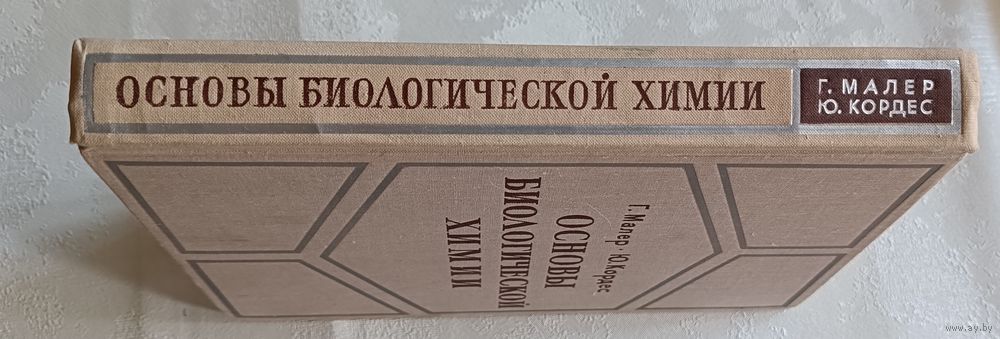 ОСНОВЫ БИОЛОГИЧЕСКОЙ ХИМИИ
Г. МАЛЕР
Ю. КОРДЕС
Г. Малер · Ю. Кордес
ОСНОВЫ
БИОЛОГИЧЕСКОЙ
ХИМИИ
www.ay.by